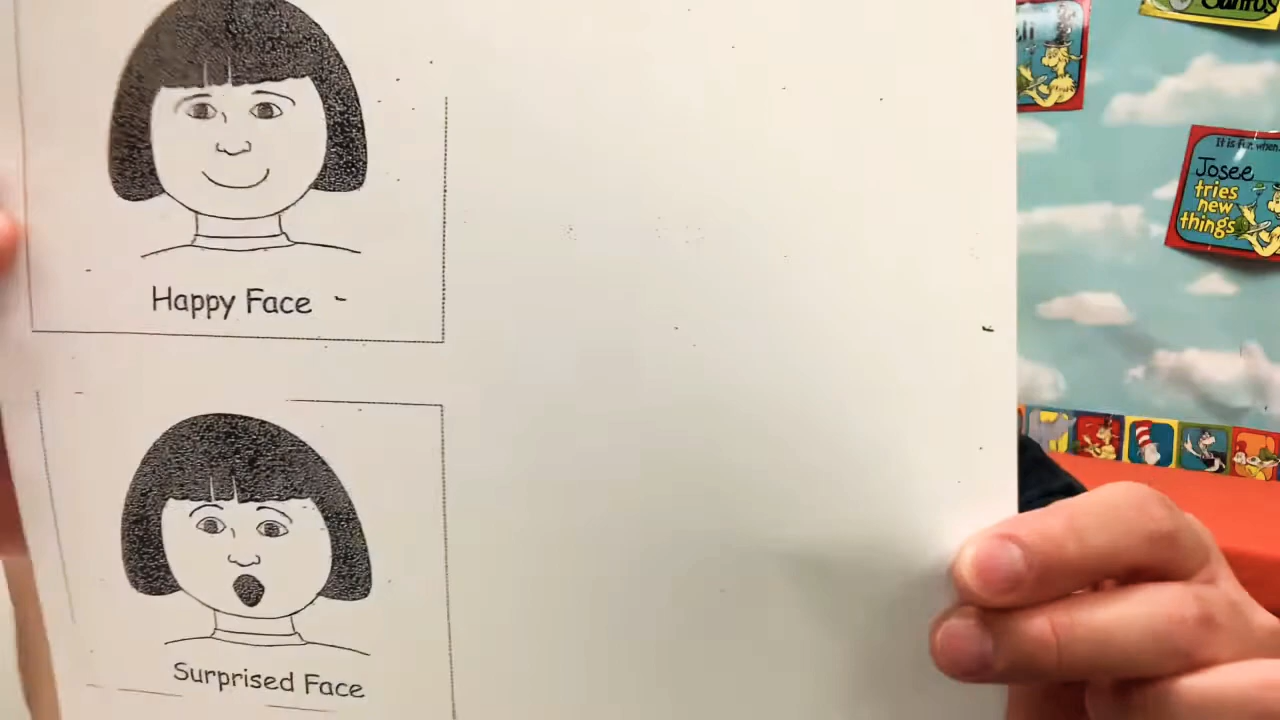 Happy Face
Surprised Face
It is fun when
Josee
tries
new
things